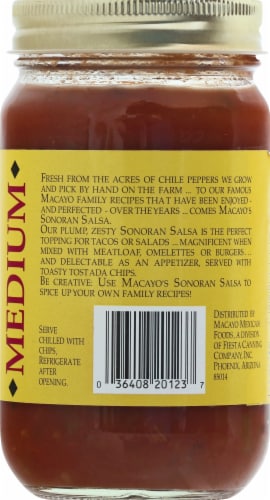 MEDIUM
FRESH FROM THE ACRES OF CHILE PEPPERS WE GROW
AND PICK BY HAND ON THE FARM ... TO OUR FAMOUS
MACAYO FAMILY RECIPES THAT HAVE BEEN ENJOYED -
AND PERFECTED - OVER THE YEARS ... COMES MACAYO'S
SONORAN SALSA.
OUR PLUMP, ZESTY SONORAN SALSA IS THE PERFECT
TOPPING FOR TACOS OR SALADS ... MAGNIFICENT WHEN
MIXED WITH MEATLOAF, OMELETTES OR BURGERS ...
AND DELECTABLE AS AN APPETIZER, SERVED WITH
TOASTY TOSTADA CHIPS.
BE CREATIVE: USE MACAYO'S SONORAN SALSA TO
SPICE UP YOUR OWN FAMILY RECIPES!
SERVE
CHILLED WITH
CHIPS.
REFRIGERATE
AFTER
OPENING.
0 36408 20123 7
DISTRIBUTED BY
MACAYO MEXICAN
FOODS, A DIVISION
OF FIESTA CANNING
COMPANY, INC.
PHOENIX, ARIZONA
85014